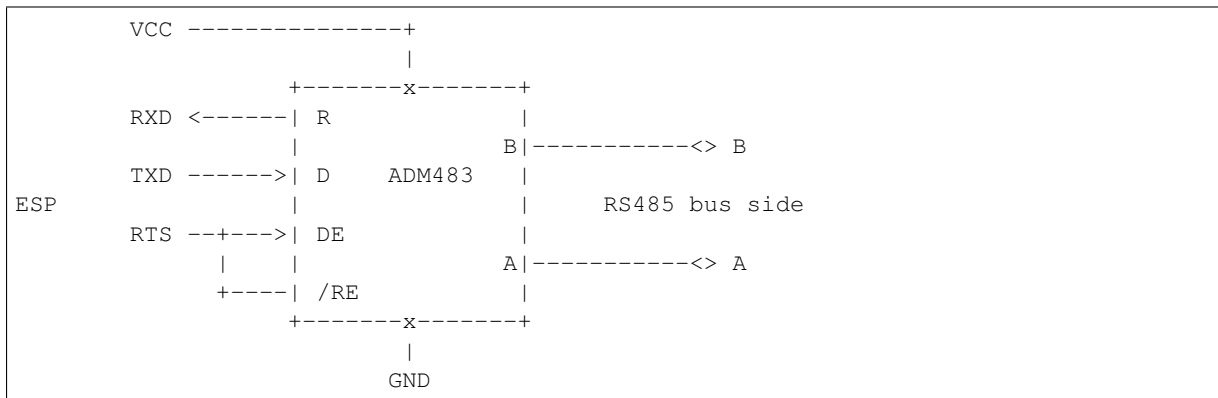 VCC ---------------+
|
+-------x-------+
RXD <------| R |
| B|-----------<> B
TXD ------>| D ADM483 |
ESP | | RS485 bus side
RTS --+--->| DE |
| | A|-----------<> A
+----| /RE |
+-------x-------+
|
GND